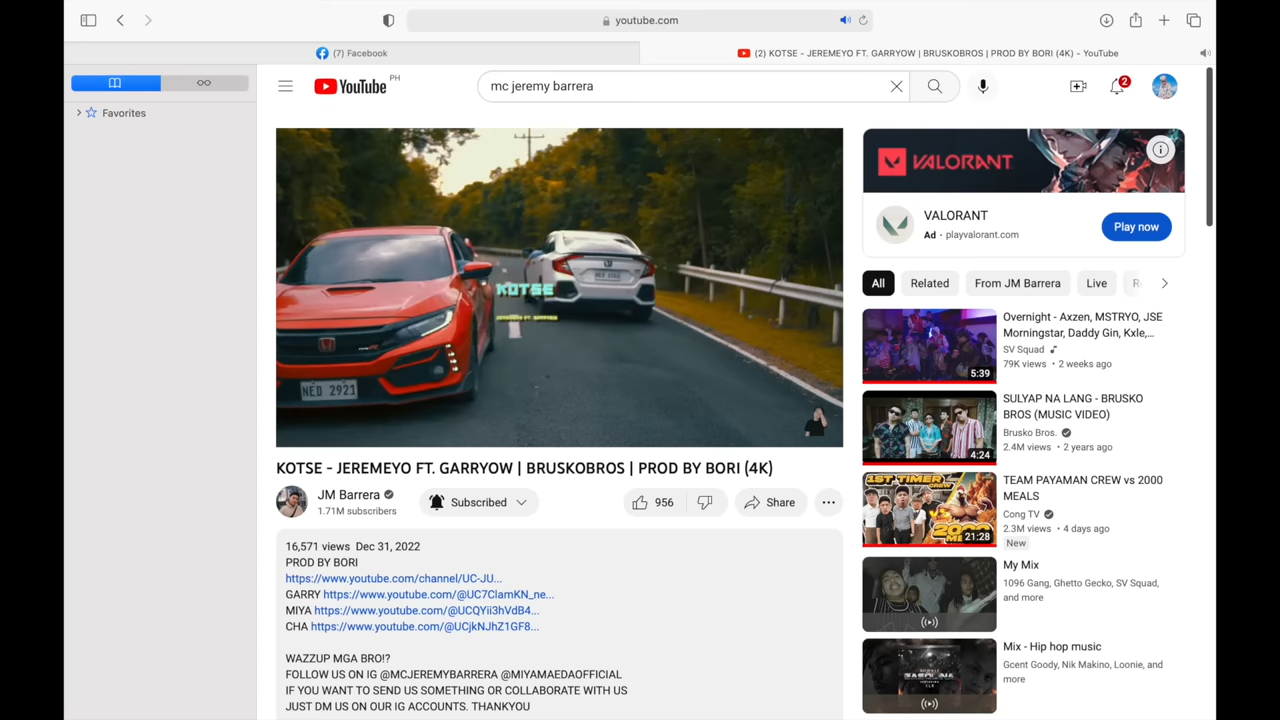 youtube.com
(7) Facebook
(2) KOTSE - JEREMEYO FT. GARRYOW | BRUSKOBROS | PROD BY BORI (4K) - YouTube
Favorites
YouTube PH
mc jeremy barrera
2
KOTSE
NED 2921
VALORANT
VALORANT
Ad · playvalorant.com
Play now
All
Related
From JM Barrera
Live
Overnight - Axzen, MSTRYO, JSE
Morningstar, Daddy Gin, Kxle,...
SV Squad
79K views • 2 weeks ago
5:39
SULYAP NA LANG - BRUSKO
BROS (MUSIC VIDEO)
Brusko Bros.
2.4M views • 2 years ago
4:24
TEAM PAYAMAN CREW vs 2000
MEALS
Cong TV
2.3M views • 4 days ago
New
1ST TIMER
CREW
VS
2000
21:28
My Mix
1096 Gang, Ghetto Gecko, SV Squad,
and more
Mix - Hip hop music
Gcent Goody, Nik Makino, Loonie, and
more
KOTSE - JEREMEYO FT. GARRYOW | BRUSKOBROS | PROD BY BORI (4K)
JM Barrera
1.71M subscribers
Subscribed
956
Share
16,571 views Dec 31, 2022
PROD BY BORI
https://www.youtube.com/channel/UC-JU...
GARRY https://www.youtube.com/@UC7ClamKN_ne...
MIYA https://www.youtube.com/@UCQYii3hVdB4...
CHA https://www.youtube.com/@UCjkNJhZ1GF8...
WAZZUP MGA BRO!?
FOLLOW US ON IG @MCJEREMYBARRERA @MIYAMAEDAOFFICIAL
IF YOU WANT TO SEND US SOMETHING OR COLLABORATE WITH US
JUST DM US ON OUR IG ACCOUNTS. THANKYOU